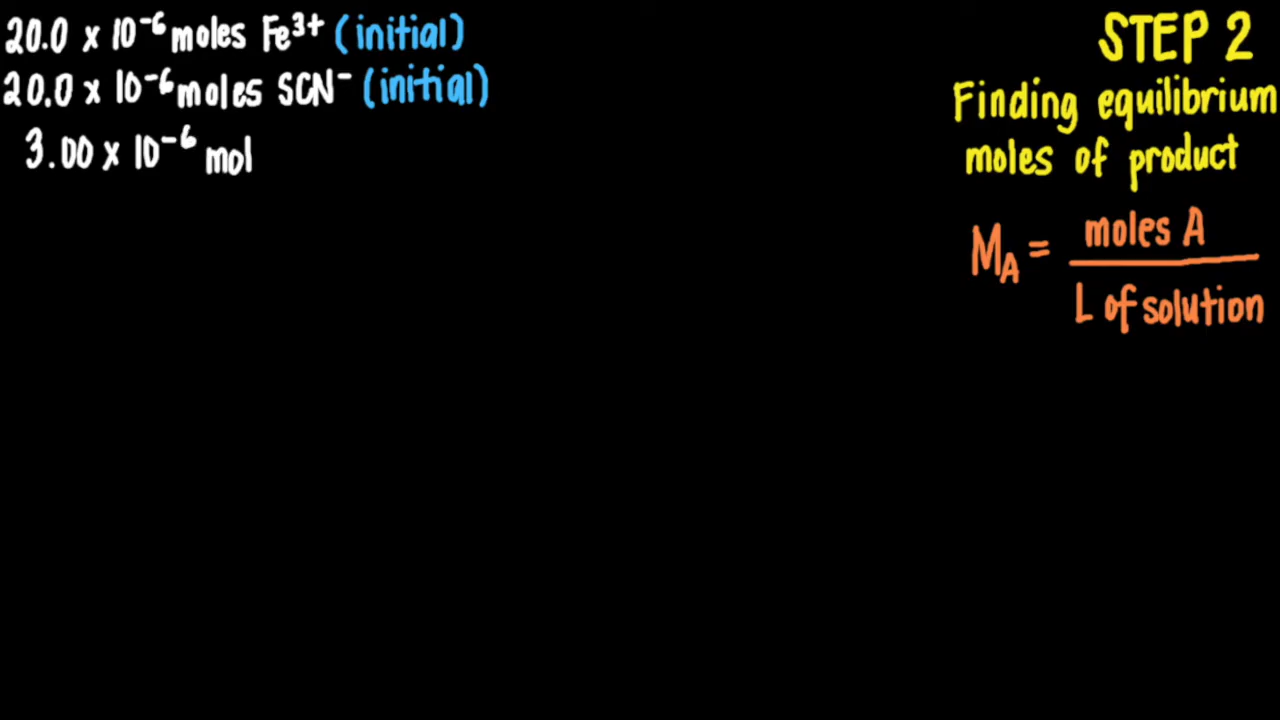 20.0 x 10⁻⁶ moles Fe³⁺ (initial)
20.0 x 10⁻⁶ moles SCN⁻ (initial)
3.00 x 10⁻⁶ mol
STEP 2
Finding equilibrium
moles of product
M_A = moles A
L of solution